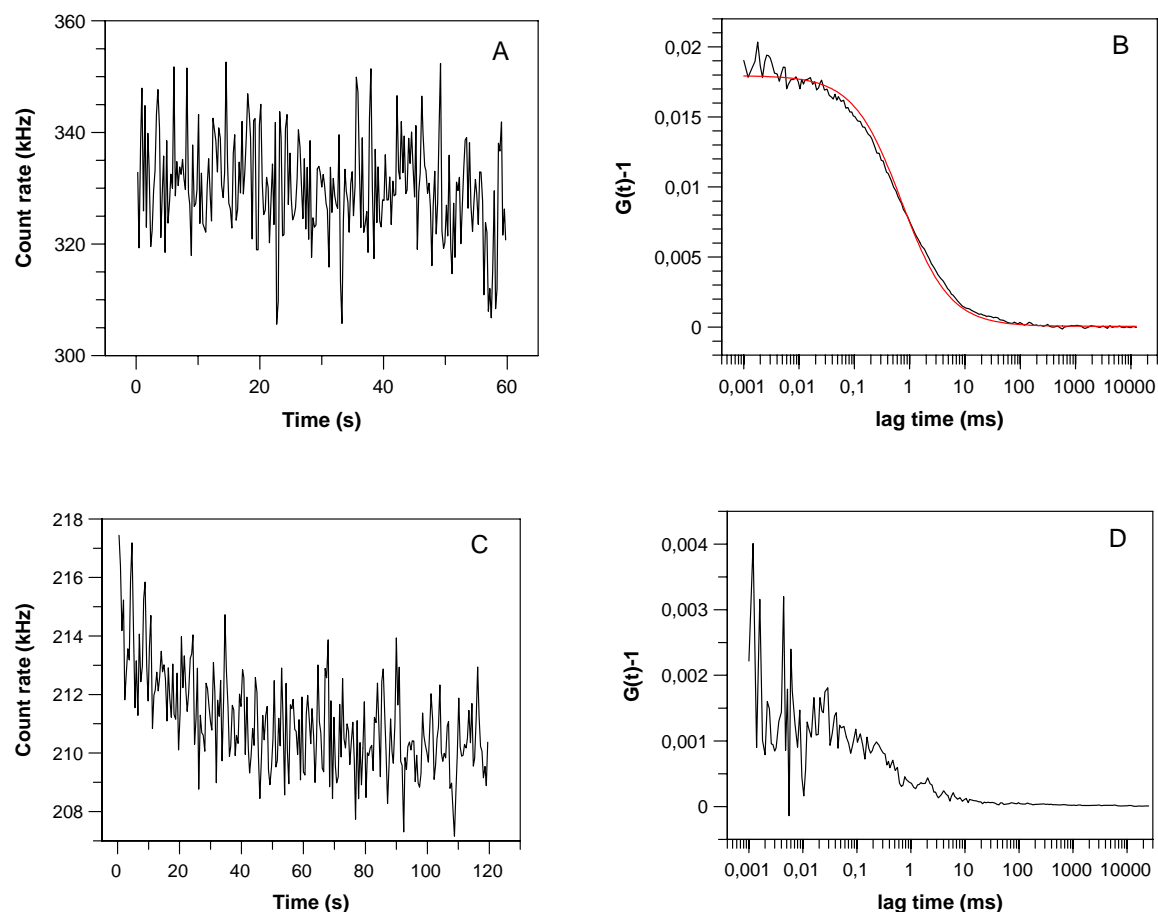 A
360
340
320
300
Count rate (kHz)
0 20 40 60
Time (s)
B
0,02
0,015
0,01
0,005
0
G(t)-1
0,001 0,01 0,1 1 10 100 1000 10000
lag time (ms)
C
218
216
214
212
210
208
Count rate (kHz)
0 20 40 60 80 100 120
Time (s)
D
0,004
0,003
0,002
0,001
0
G(t)-1
0,001 0,01 0,1 1 10 100 1000 10000
lag time (ms)